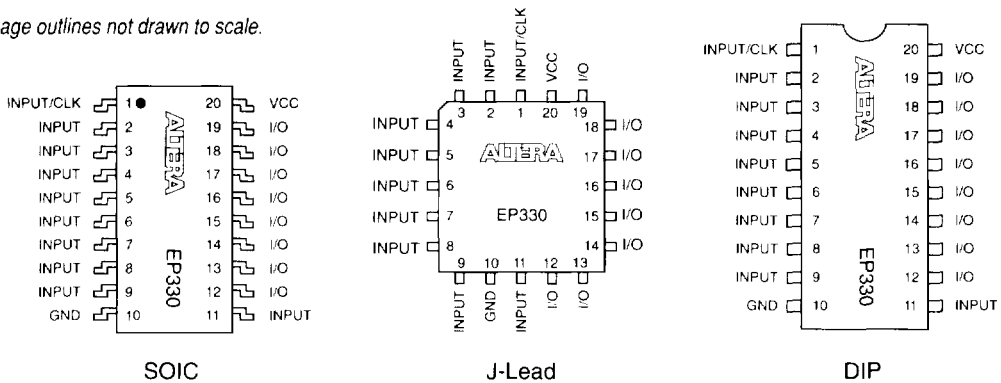 age outlines not drawn to scale.
INPUT/CLK 1 20 VCC
INPUT 2 19 I/O
INPUT 3 18 I/O
INPUT 4 17 I/O
INPUT 5 16 I/O
INPUT 6 15 I/O
INPUT 7 14 I/O
INPUT 8 13 I/O
INPUT 9 12 I/O
GND 10 11 INPUT
ALTERA
EP330
SOIC
INPUT INPUT INPUT/CLK VCC I/O
3 2 1 20 19
INPUT 4 18 I/O
INPUT 5 ALTERA 17 I/O
INPUT 6 16 I/O
INPUT 7 EP330 15 I/O
INPUT 8 14 I/O
9 10 11 12 13
INPUT GND INPUT I/O I/O
J-Lead
INPUT/CLK 1 20 VCC
INPUT 2 19 I/O
INPUT 3 18 I/O
INPUT 4 17 I/O
INPUT 5 16 I/O
INPUT 6 15 I/O
INPUT 7 14 I/O
INPUT 8 13 I/O
INPUT 9 12 I/O
GND 10 11 INPUT
ALTERA
EP330
DIP